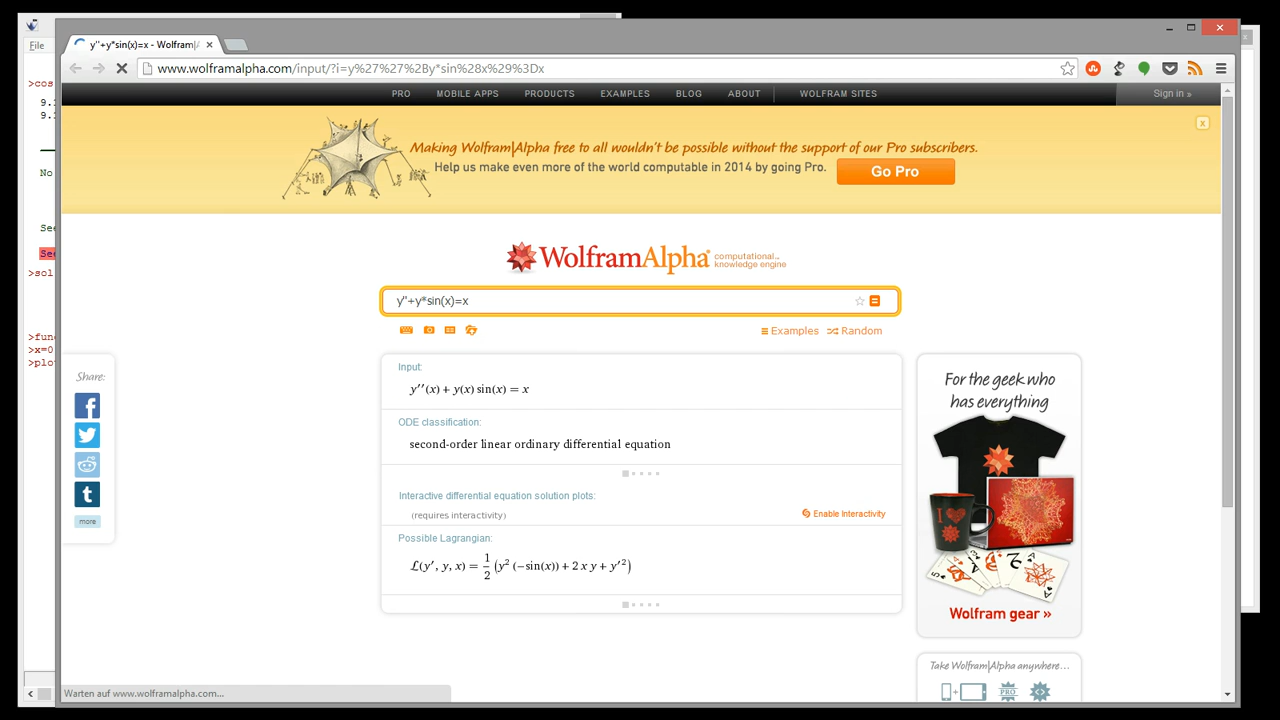 y''+y*sin(x)=x - Wolfram|A
File
www.wolframalpha.com/input/?i=y%27%27%2By*sin%28x%29%3Dx
PRO MOBILE APPS PRODUCTS EXAMPLES BLOG ABOUT WOLFRAM SITES Sign in »
Making Wolfram|Alpha free to all wouldn't be possible without the support of our Pro subscribers.
Help us make even more of the world computable in 2014 by going Pro.
Go Pro
WolframAlpha computational knowledge engine
y''+y*sin(x)=x
Examples Random
Share:
more
Input:
y′′(x) + y(x) sin(x) = x
ODE classification:
second-order linear ordinary differential equation
Interactive differential equation solution plots:
(requires interactivity)
Enable Interactivity
Possible Lagrangian:
ℒ(y′, y, x) = 1/2 (y² (−sin(x)) + 2 x y + y′²)
For the geek who
has everything
Wolfram gear »
Take Wolfram|Alpha anywhere...
PRO
Warten auf www.wolframalpha.com...
>cos
9.
9.
No
See
See
>sol
>func
>x=0
>plo